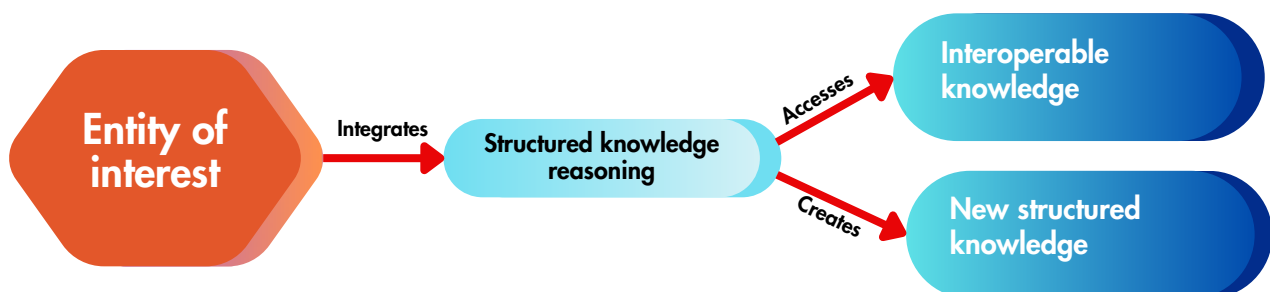 Entity of
interest
Integrates
Structured knowledge
reasoning
Accesses
Interoperable
knowledge
Creates
New structured
knowledge